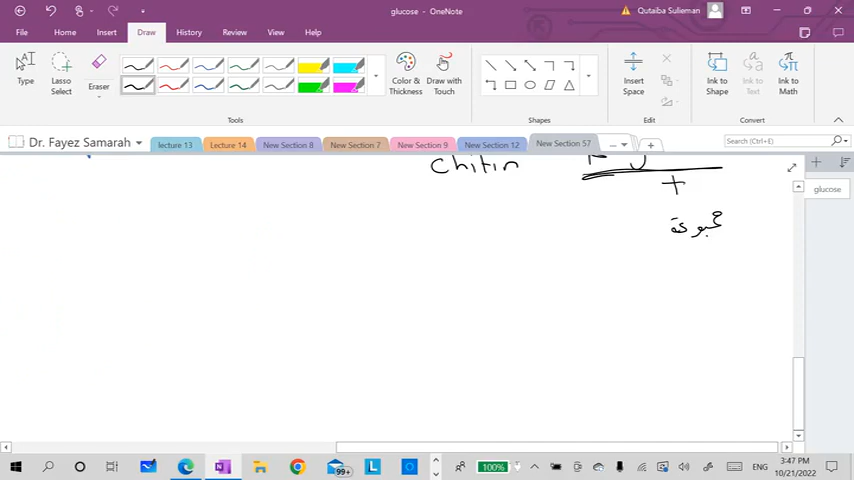 glucose - OneNote
Qutaiba Sulieman
File Home Insert Draw History Review View Help
Type
Lasso Select
Eraser
Color & Thickness
Draw with Touch
Insert Space
Ink to Shape
Ink to Text
Ink to Math
Tools Shapes Edit Convert
Dr. Fayez Samarah lecture 13 Lecture 14 New Section 8 New Section 7 New Section 9 New Section 12 New Section 57 Search (Ctrl+E)
chitin
+
glucose
99+ L 100% ENG 3:47 PM
10/21/2022